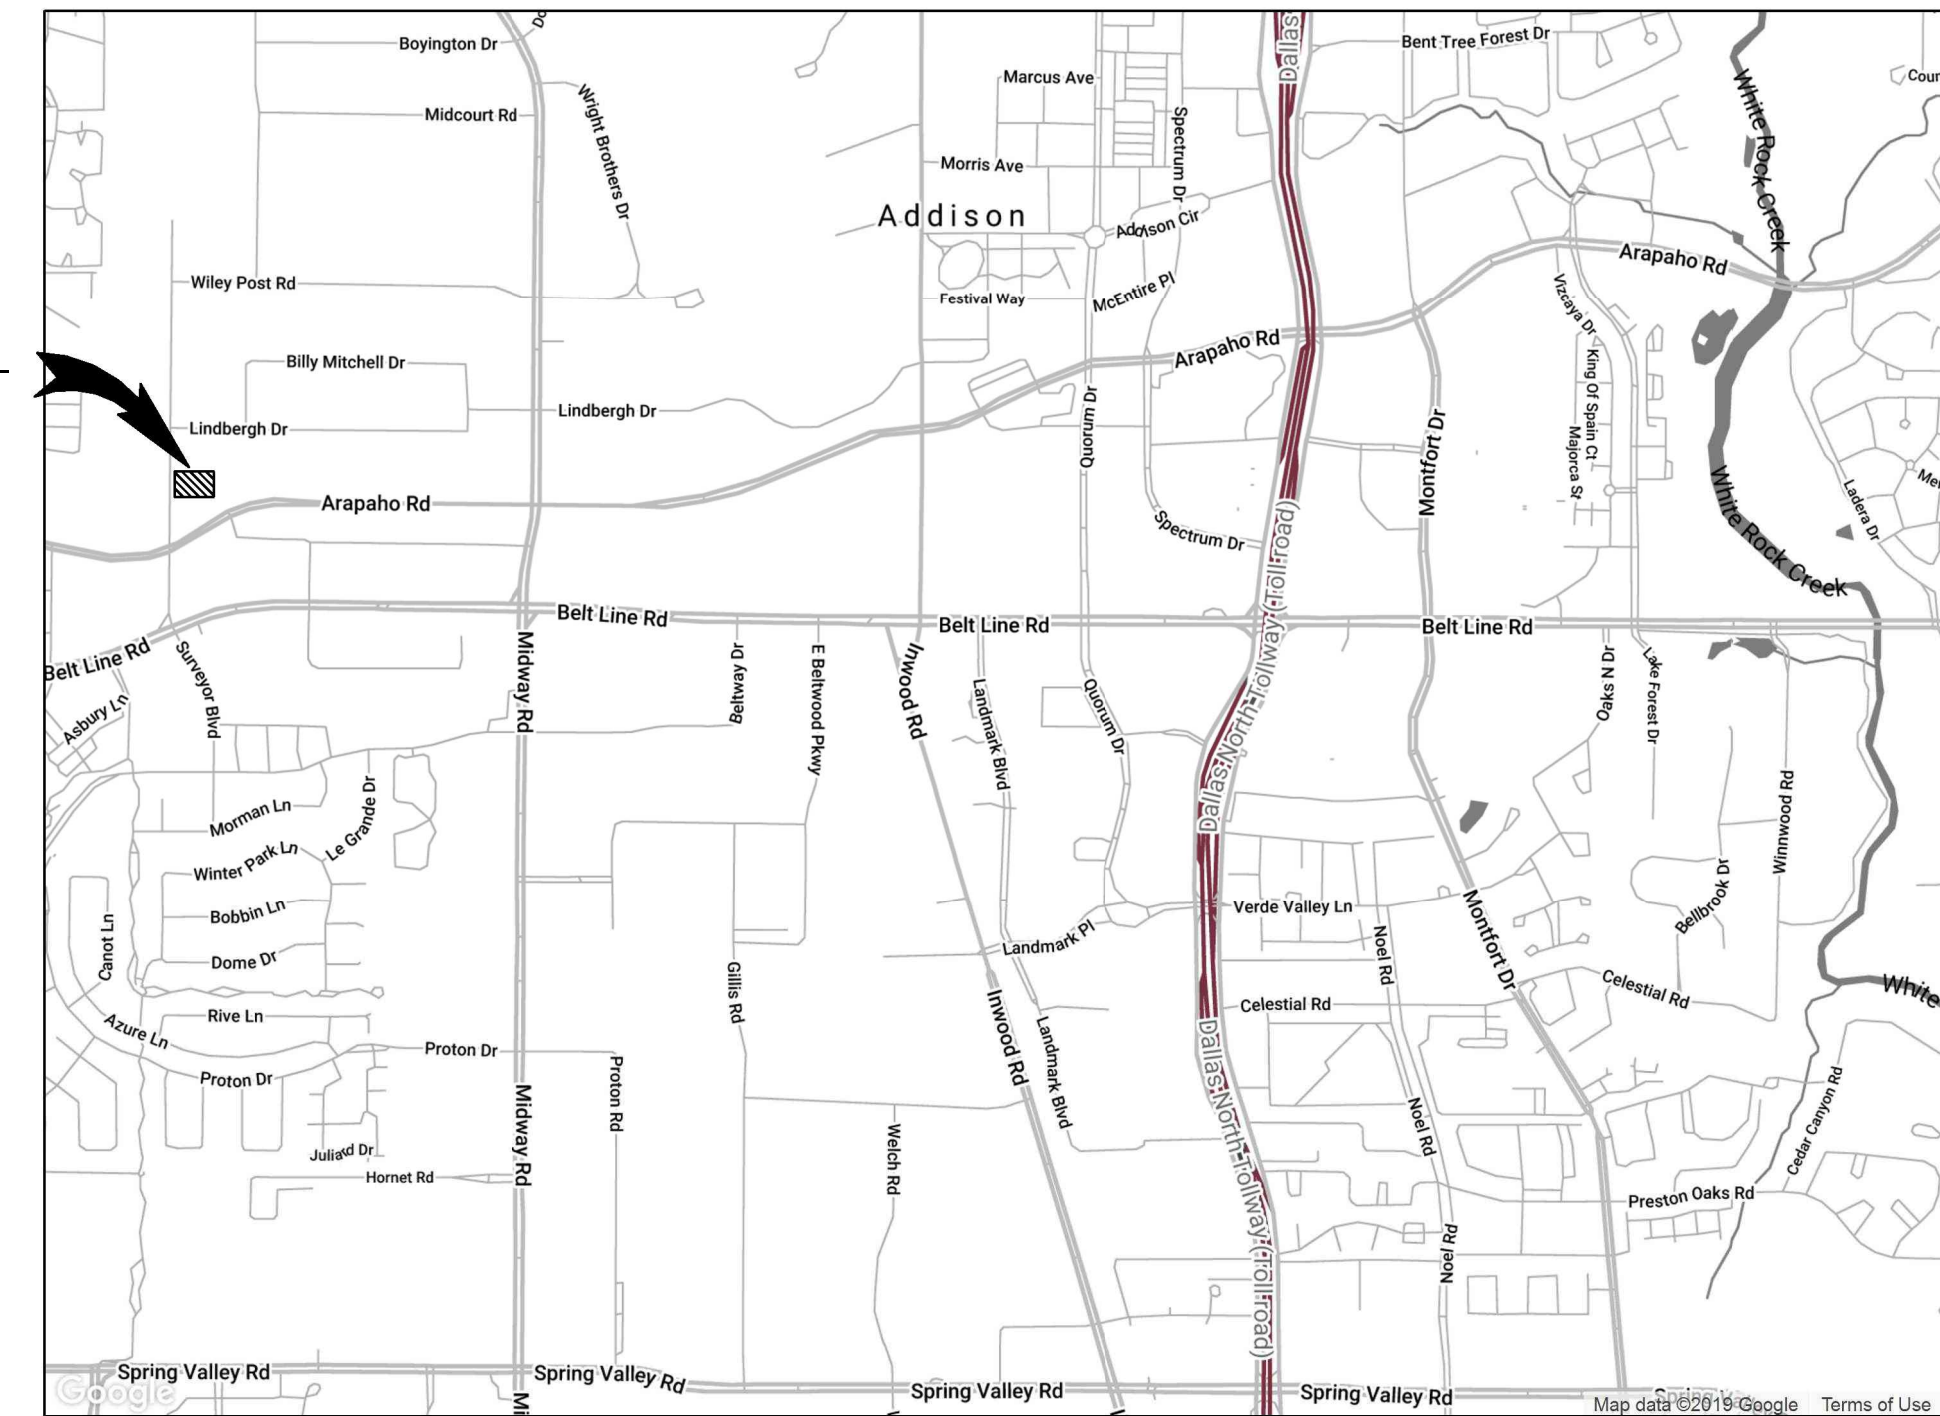 Boyington Dr
Bent Tree Forest Dr
Dallas
Marcus Ave
Wright Brothers Dr
Midcourt Rd
Spectrum Dr
White Rock Creek
Morris Ave
Addison
Addison Cir
Arapaho Rd
Wiley Post Rd
Festival Way
McEntire Pl
Vizcaya Dr
Billy Mitchell Dr
Arapaho Rd
King Of Spain Ct
Quorum Dr
Lindbergh Dr
Lindbergh Dr
Montfort Dr
Majorca St
Ladera Dr
Arapaho Rd
Spectrum Dr
White Rock Creek
Belt Line Rd
Belt Line Rd
Belt Line Rd
Belt Line Rd
Surveyor Blvd
Midway Rd
Beltway Dr
E Beltwood Pkwy
Inwood Rd
Landmark Blvd
Quorum Dr
Dallas North Tollway (Toll road)
Oaks N Dr
Lake Forest Dr
Asbury Ln
Morman Ln
Le Grande Dr
Winnwood Rd
Winter Park Ln
Bellbrook Dr
Bobbin Ln
Verde Valley Ln
Montfort Dr
Canot Ln
Landmark Pl
Noel Rd
Dome Dr
Gillis Rd
Celestial Rd
Celestial Rd
White
Rive Ln
Azure Ln
Inwood Rd
Landmark Blvd
Proton Dr
Proton Dr
Proton Rd
Midway Rd
Dallas North Tollway (Toll road)
Noel Rd
Cedar Canyon Rd
Juliard Dr
Hornet Rd
Welch Rd
Preston Oaks Rd
Noel Rd
Spring Valley Rd
Spring Valley Rd
Spring Valley Rd
Spring Valley Rd
Google
Map data ©2019 Google
Terms of Use